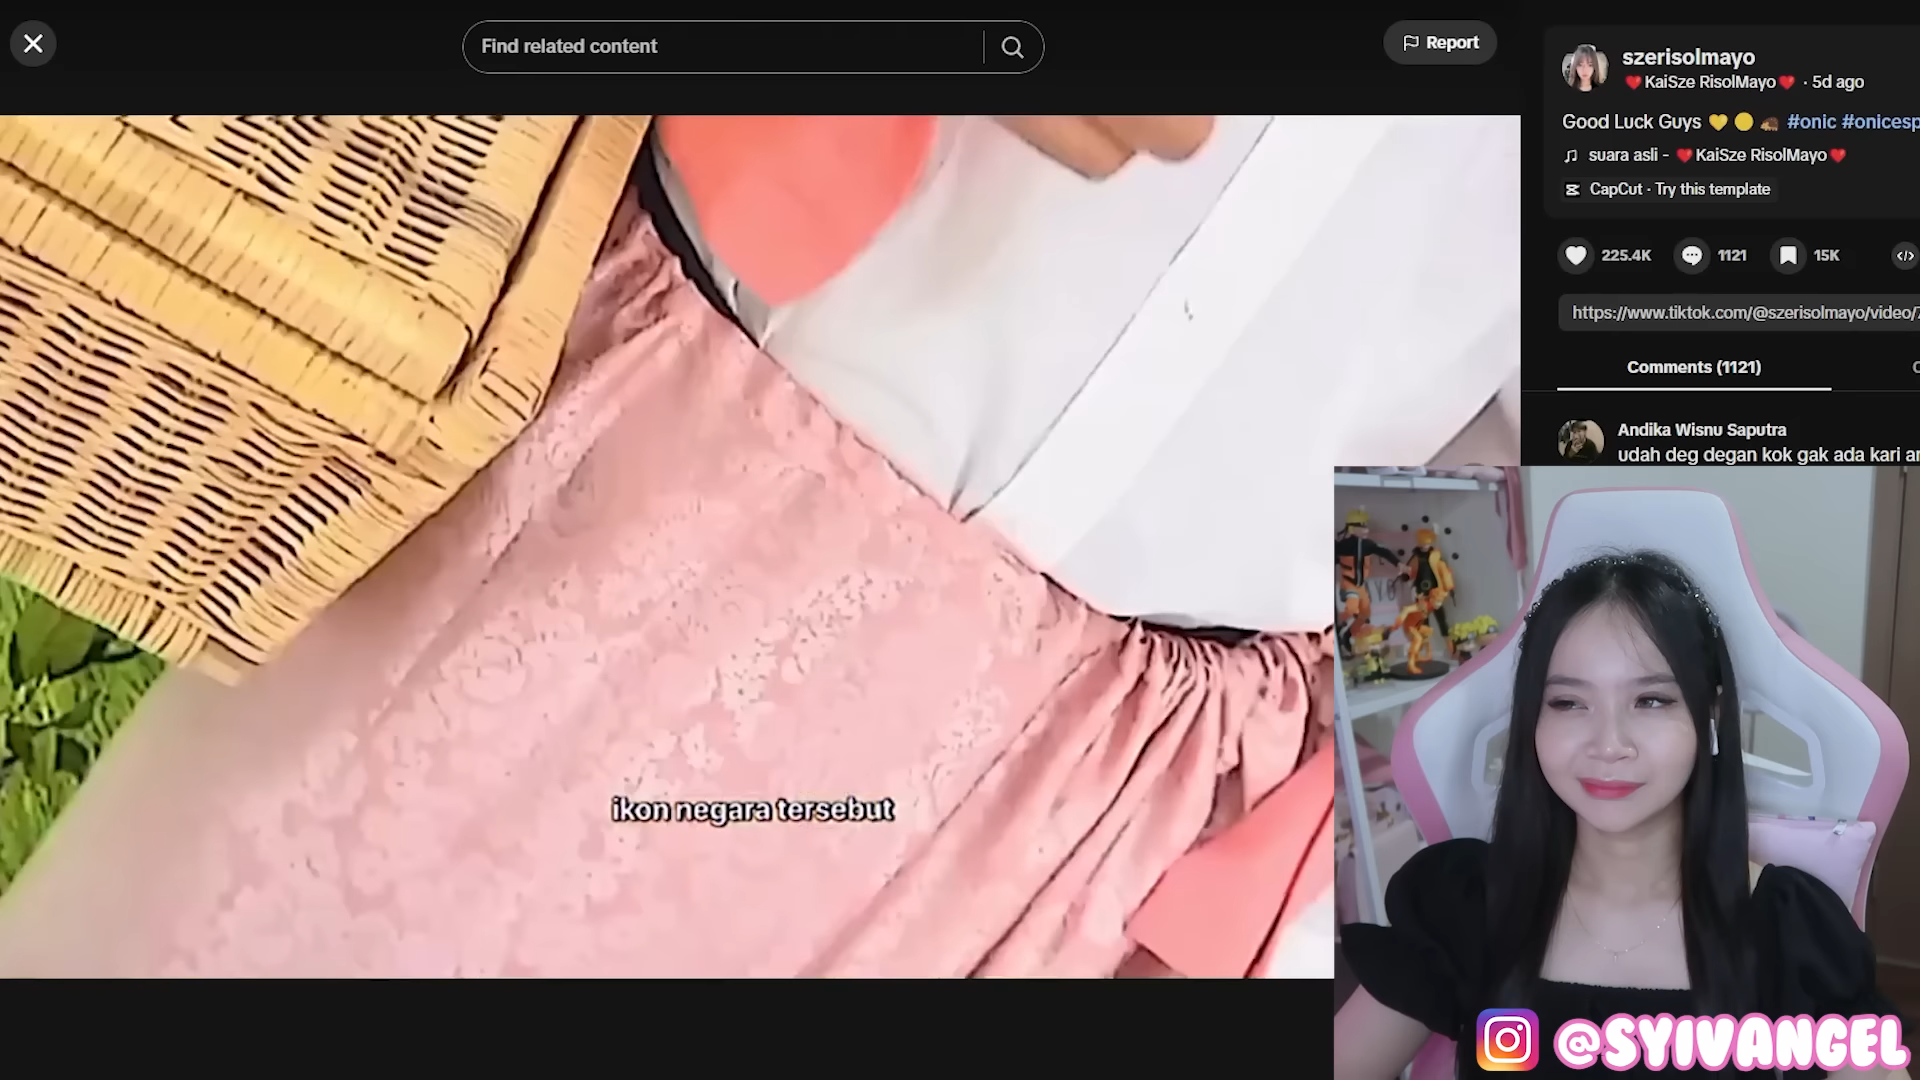 Find related content
Report
szerisolmayo
❤️KaiSze RisolMayo❤️ · 5d ago
Good Luck Guys 💛 🟡 🦔 #onic #onicesp
suara asli - ❤️KaiSze RisolMayo❤️
CapCut · Try this template
225.4K
1121
15K
https://www.tiktok.com/@szerisolmayo/video/7
Comments (1121)
Andika Wisnu Saputra
udah deg degan kok gak ada kari
ikon negara tersebut
@SYIVANGEL